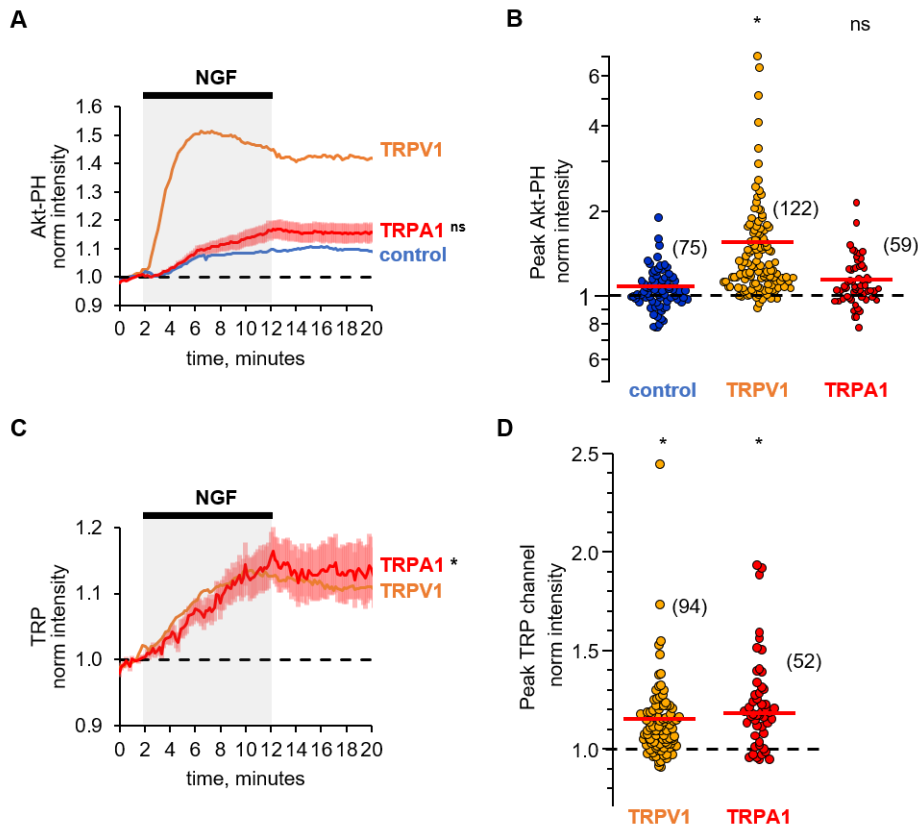 A
NGF
Akt-PH
norm intensity
1.6
1.5
1.4
1.3
1.2
1.1
1.0
0.9
TRPV1
TRPA1 ns
control
0 2 4 6 8 10 12 14 16 18 20
time, minutes
B
* ns
Peak Akt-PH
norm intensity
6
4
2
1
8
6
(75)
(122)
(59)
control TRPV1 TRPA1
C
NGF
TRP
norm intensity
1.2
1.1
1.0
0.9
TRPA1 *
TRPV1
0 2 4 6 8 10 12 14 16 18 20
time, minutes
D
* *
Peak TRP channel
norm intensity
2.5
2.0
1.5
1.0
(94)
(52)
TRPV1 TRPA1